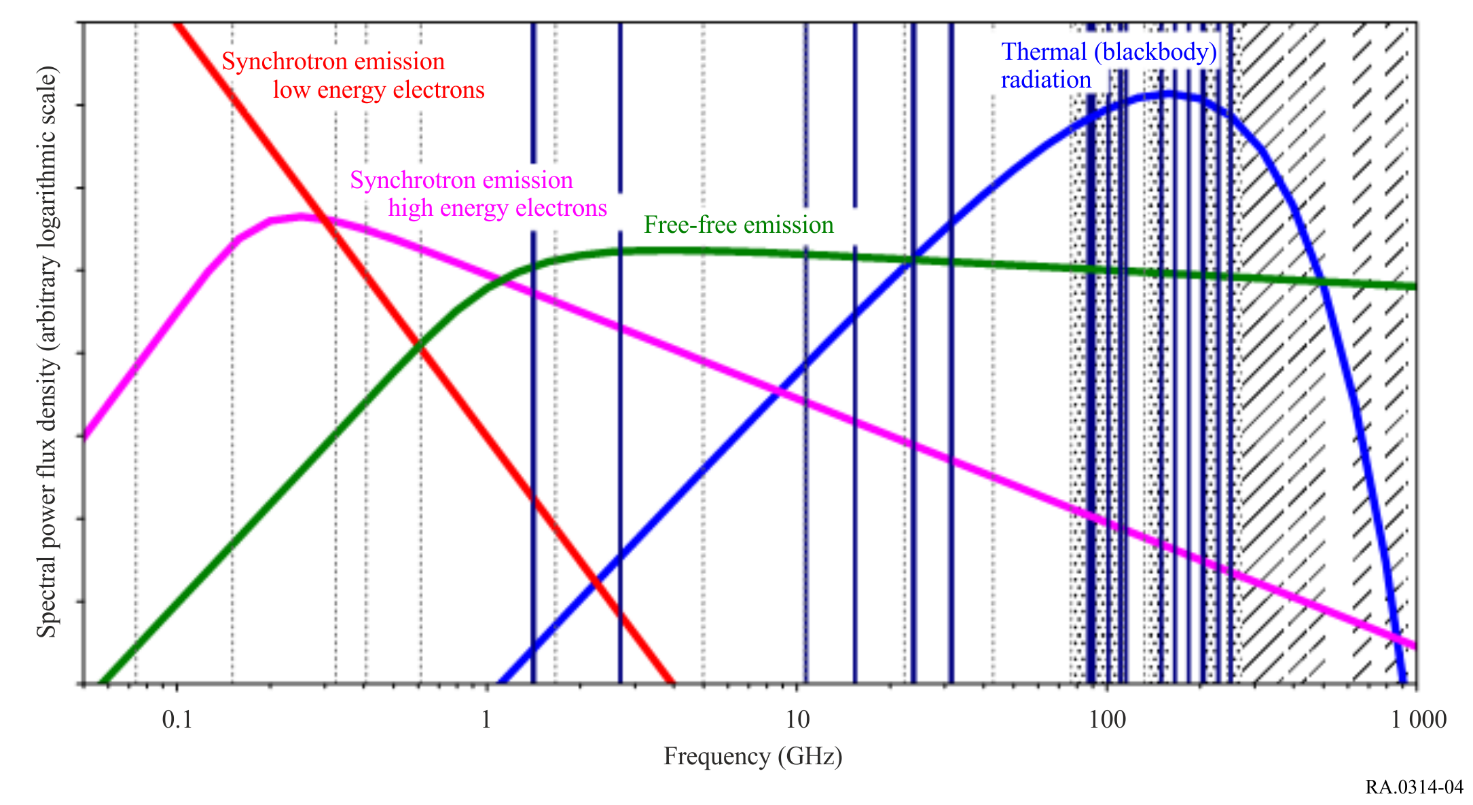 Synchrotron emission
low energy electrons
Thermal (blackbody)
radiation
Synchrotron emission
high energy electrons
Free-free emission
Spectral power flux density (arbitrary logarithmic scale)
0.1
1
10
100
1 000
Frequency (GHz)
RA.0314-04